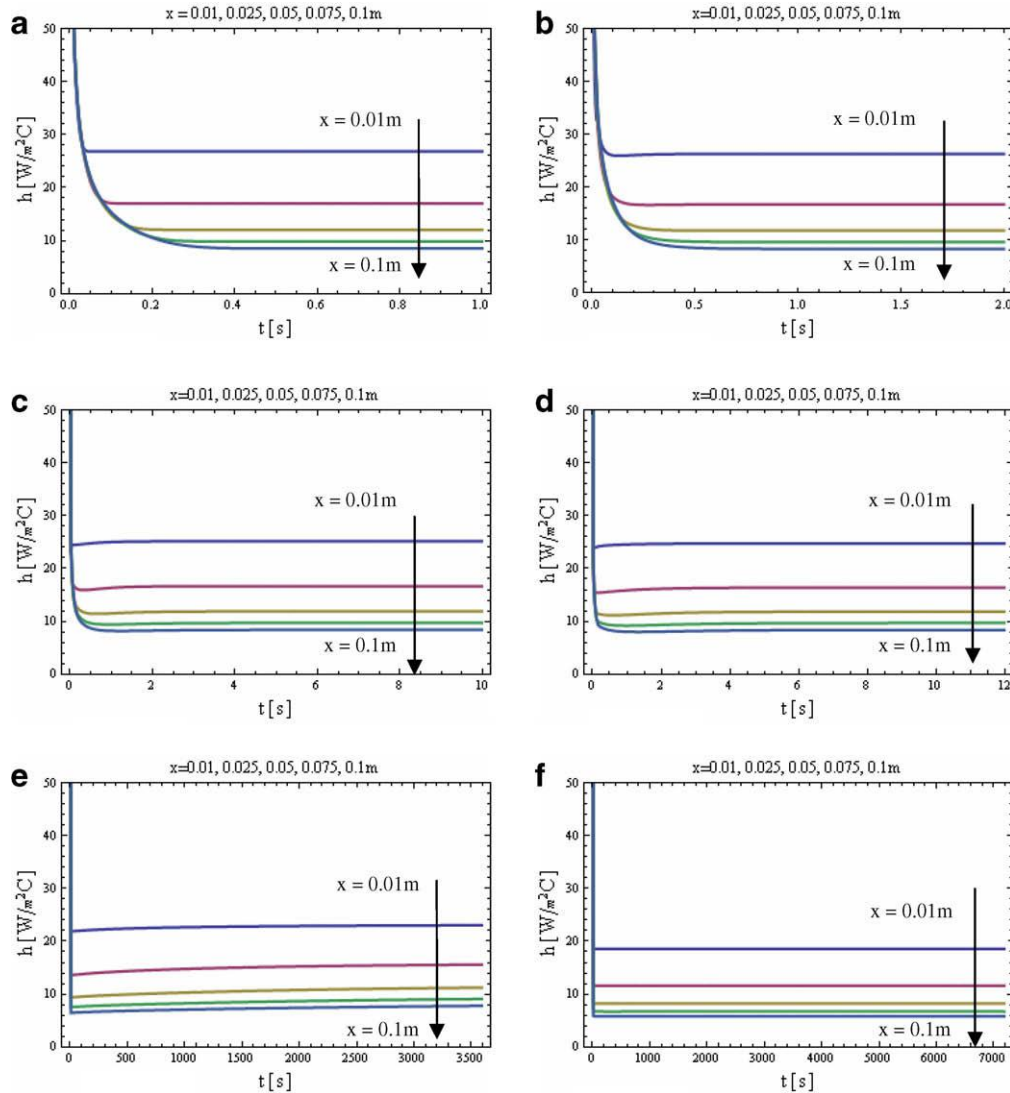 a
x = 0.01, 0.025, 0.05, 0.075, 0.1m
50
40
30
20
10
0
h [W/m²C]
x = 0.01m
x = 0.1m
0.0 0.2 0.4 0.6 0.8 1.0
t [s]
b
x=0.01, 0.025, 0.05, 0.075, 0.1m
50
40
30
20
10
0
h [W/m²C]
x = 0.01m
x = 0.1m
0.0 0.5 1.0 1.5 2.0
t [s]
c
x=0.01, 0.025, 0.05, 0.075, 0.1m
50
40
30
20
10
0
h [W/m²C]
x = 0.01m
x = 0.1m
0 2 4 6 8 10
t [s]
d
x=0.01, 0.025, 0.05, 0.075, 0.1m
50
40
30
20
10
0
h [W/m²C]
x = 0.01m
x = 0.1m
0 2 4 6 8 10 12
t [s]
e
x=0.01, 0.025, 0.05, 0.075, 0.1m
50
40
30
20
10
0
h [W/m²C]
x = 0.01m
x = 0.1m
0 500 1000 1500 2000 2500 3000 3500
t [s]
f
x=0.01, 0.025, 0.05, 0.075, 0.1m
50
40
30
20
10
0
h [W/m²C]
x = 0.01m
x = 0.1m
0 1000 2000 3000 4000 5000 6000 7000
t [s]